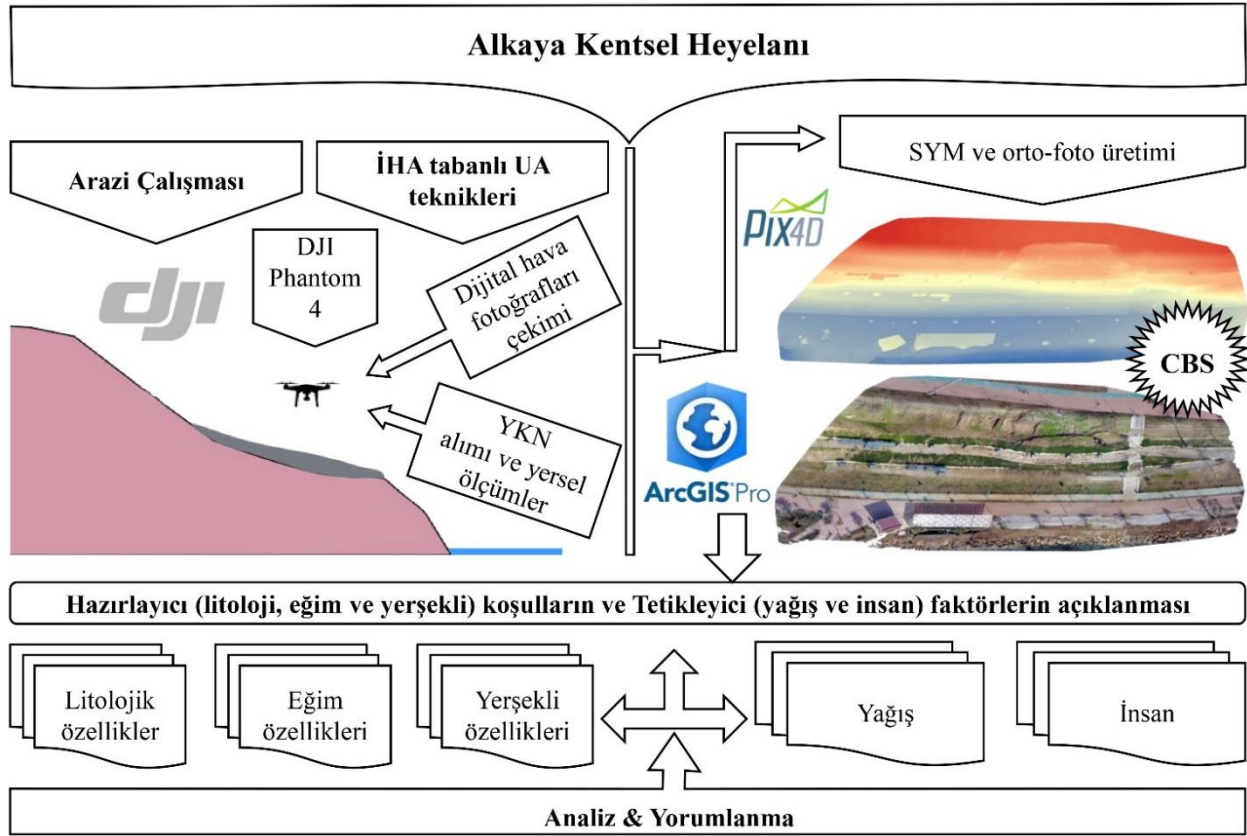 Alkaya Kentsel Heyelanı
Arazi Çalışması
İHA tabanlı UA
teknikleri
dji
DJI
Phantom
4
Dijital hava
fotoğrafları
çekimi
YKN
alımı ve yersel
ölçümler
SYM ve orto-foto üretimi
PIX4D
CBS
ArcGIS Pro
Hazırlayıcı (litoloji, eğim ve yerşekli) koşulların ve Tetikleyici (yağış ve insan) faktörlerin açıklanması
Litolojik
özellikler
Eğim
özellikleri
Yerşekli
özellikleri
Yağış
İnsan
Analiz & Yorumlanma